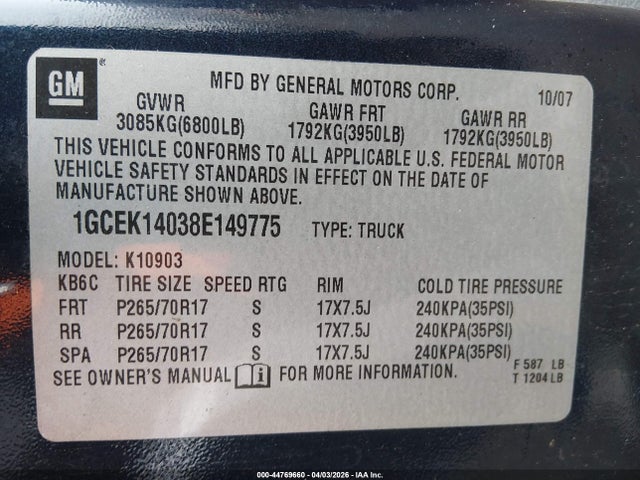 GM
®
MFD BY GENERAL MOTORS CORP. 10/07
GVWR GAWR FRT GAWR RR
3085KG(6800LB) 1792KG(3950LB) 1792KG(3950LB)
THIS VEHICLE CONFORMS TO ALL APPLICABLE U.S. FEDERAL MOTOR
VEHICLE SAFETY STANDARDS IN EFFECT ON THE DATE OF
MANUFACTURE SHOWN ABOVE.
1GCEK14038E149775 TYPE: TRUCK
MODEL: K10903
KB6C TIRE SIZE SPEED RTG RIM COLD TIRE PRESSURE
FRT P265/70R17 S 17X7.5J 240KPA(35PSI)
RR P265/70R17 S 17X7.5J 240KPA(35PSI)
SPA P265/70R17 S 17X7.5J 240KPA(35PSI)
SEE OWNER'S MANUAL i FOR MORE INFORMATION.
F 587 LB
T 1204 LB
000-44769660 - 04/03/2026 - IAA Inc.